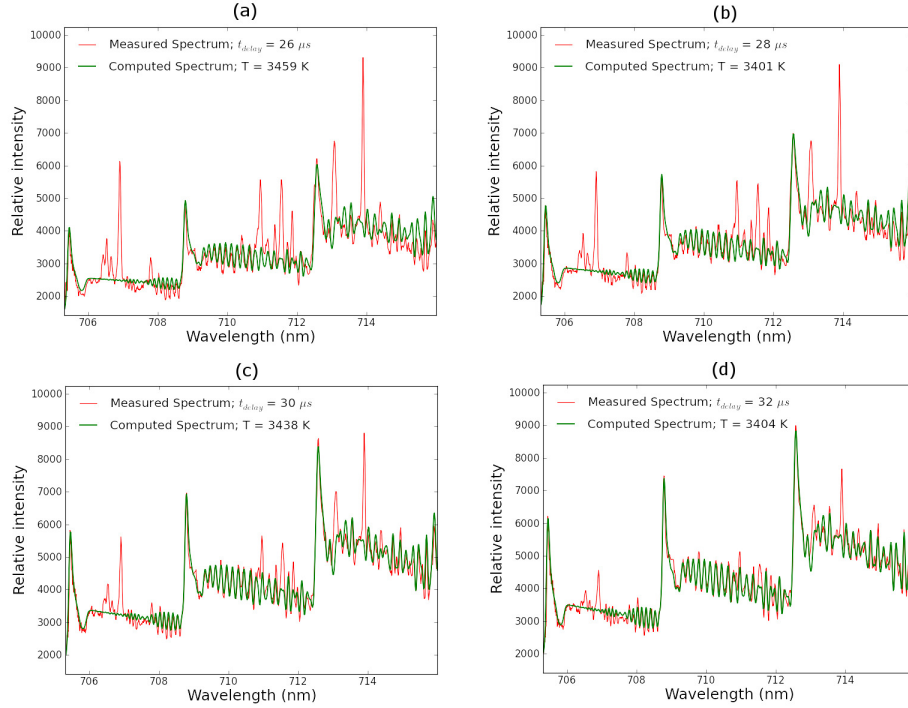 (a)
Relative intensity
10000
9000
8000
7000
6000
5000
4000
3000
2000
Measured Spectrum; t_delay = 26 μs
Computed Spectrum; T = 3459 K
706 708 710 712 714
Wavelength (nm)
(b)
Relative intensity
10000
9000
8000
7000
6000
5000
4000
3000
2000
Measured Spectrum; t_delay = 28 μs
Computed Spectrum; T = 3401 K
706 708 710 712 714
Wavelength (nm)
(c)
Relative intensity
10000
9000
8000
7000
6000
5000
4000
3000
2000
Measured Spectrum; t_delay = 30 μs
Computed Spectrum; T = 3438 K
706 708 710 712 714
Wavelength (nm)
(d)
Relative intensity
10000
9000
8000
7000
6000
5000
4000
3000
2000
Measured Spectrum; t_delay = 32 μs
Computed Spectrum; T = 3404 K
706 708 710 712 714
Wavelength (nm)